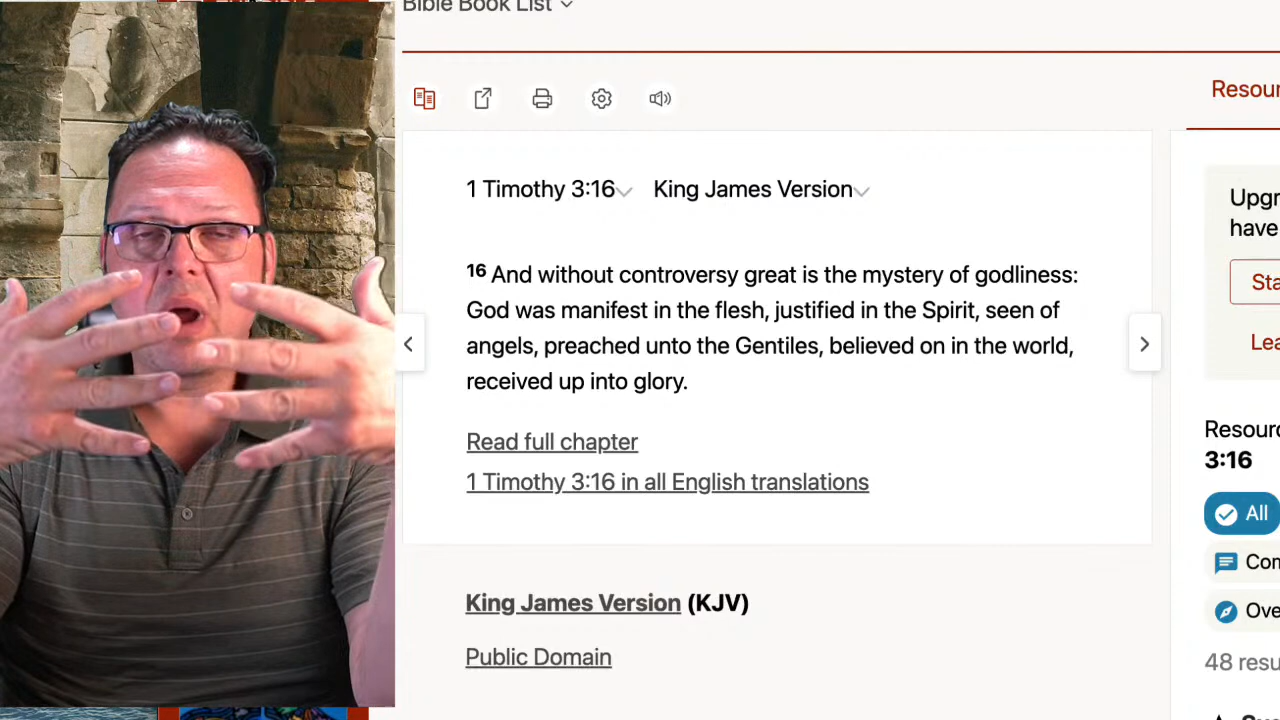 Bible Book List
Resour
1 Timothy 3:16 King James Version
16 And without controversy great is the mystery of godliness:
God was manifest in the flesh, justified in the Spirit, seen of
angels, preached unto the Gentiles, believed on in the world,
received up into glory.
Read full chapter
1 Timothy 3:16 in all English translations
King James Version (KJV)
Public Domain
Upgr
have
Sta
Lea
Resourc
3:16
All
Com
Ove
48 resu